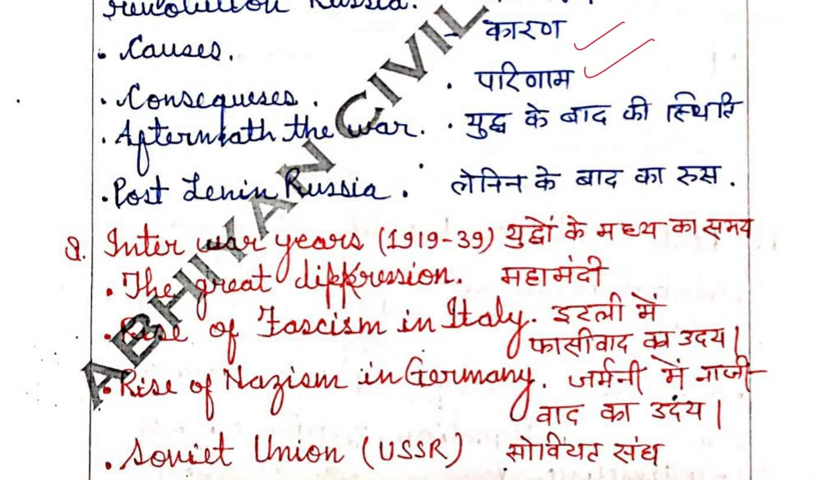 revolution Russia.
• Causes. - कारण
• Consequeses. • परिणाम
• Aftermath the war. • युद्ध के बाद की स्थिति
• Post Lenin Russia. • लेनिन के बाद का रुस.
8. Inter war years (1919-39) युद्दों के मध्य का समय
• The great deppression. महामंदी
• Rise of Fascism in Italy. इटली में
फासीवाद का उदय|
• Rise of Nazism in Germany. जर्मनी में नाजी
वाद का उदय|
• Soviet Union (USSR) सोवियत संघ
ABHIYAN CIVIL